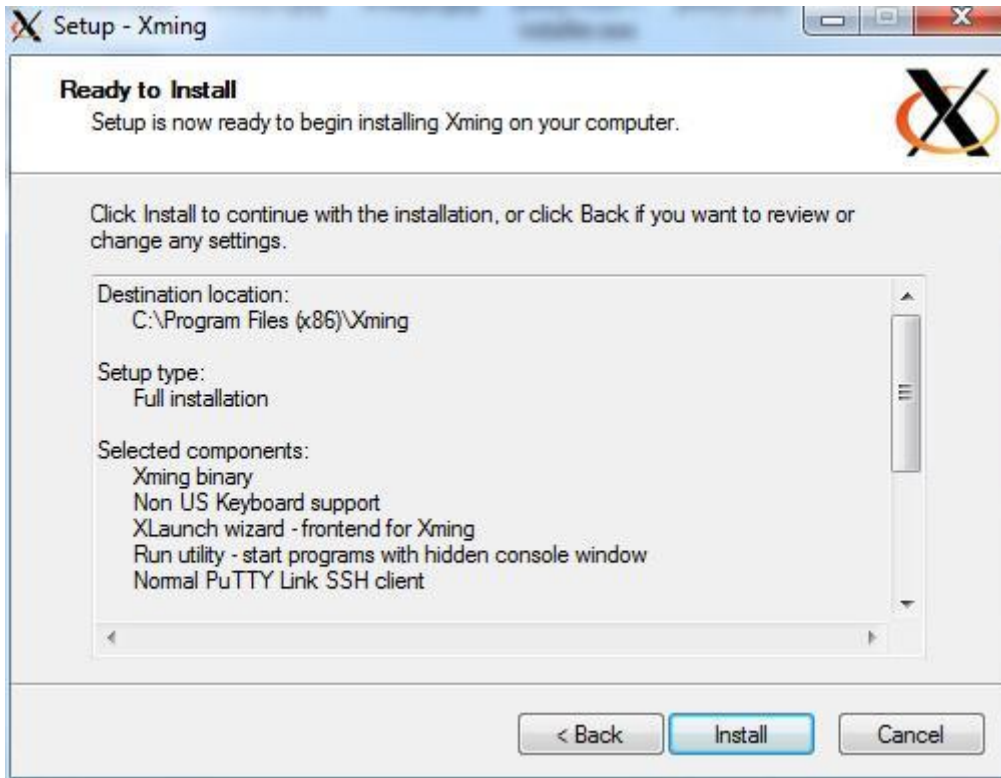 Setup - Xming
Ready to Install
Setup is now ready to begin installing Xming on your computer.
Click Install to continue with the installation, or click Back if you want to review or
change any settings.
Destination location:
C:\Program Files (x86)\Xming
Setup type:
Full installation
Selected components:
Xming binary
Non US Keyboard support
XLaunch wizard - frontend for Xming
Run utility - start programs with hidden console window
Normal PuTTY Link SSH client
< Back
Install
Cancel